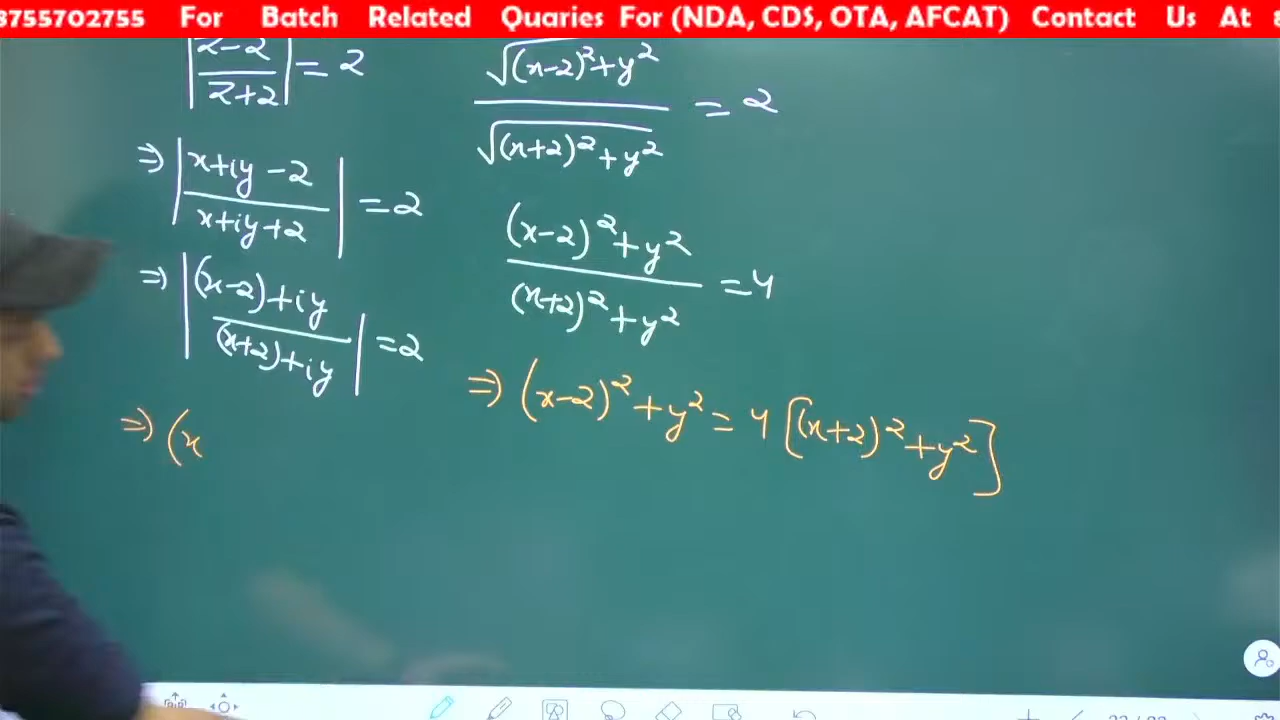 8755702755 For Batch Related Quaries For (NDA, CDS, OTA, AFCAT) Contact Us At
|z-2/z+2| = 2
⇒ |x+iy-2/x+iy+2| = 2
⇒ |(x-2)+iy/(x+2)+iy| = 2
⇒ (x
√(x-2)²+y²/√(x+2)²+y² = 2
(x-2)²+y²/(x+2)²+y² = 4
⇒ (x-2)²+y² = 4[(x+2)²+y²]